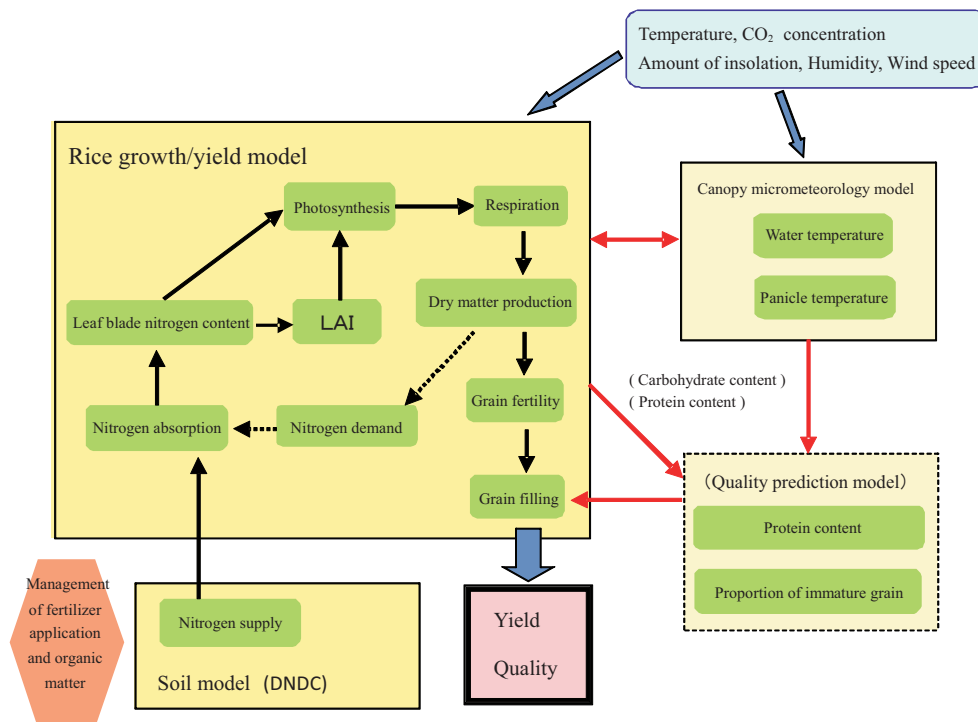 Temperature, CO₂ concentration
Amount of insolation, Humidity, Wind speed
Rice growth/yield model
Photosynthesis
Respiration
Leaf blade nitrogen content
LAI
Dry matter production
Nitrogen absorption
Nitrogen demand
Grain fertility
Grain filling
Canopy micrometeorology model
Water temperature
Panicle temperature
( Carbohydrate content )
( Protein content )
（Quality prediction model）
Protein content
Proportion of immature grain
Management
of fertilizer
application
and organic
matter
Nitrogen supply
Soil model (DNDC)
Yield
Quality